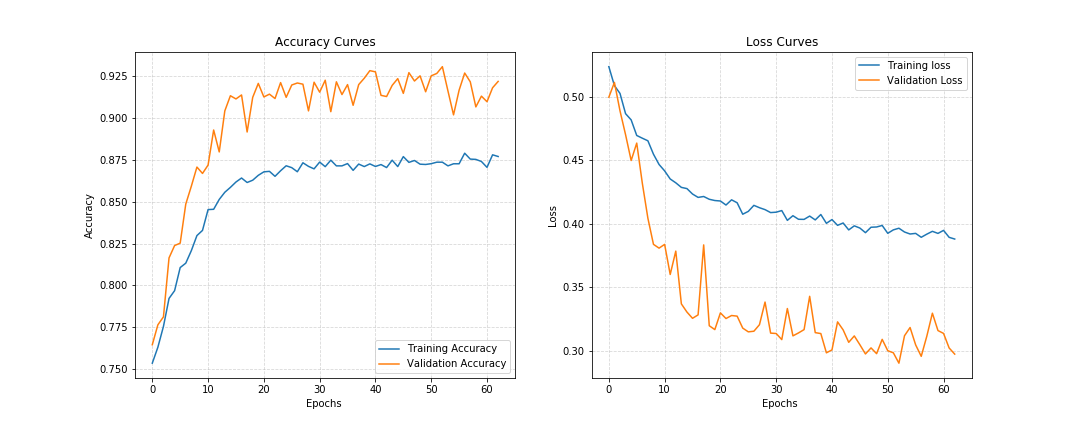 Accuracy Curves
Accuracy
0.925
0.900
0.875
0.850
0.825
0.800
0.775
0.750
Training Accuracy
Validation Accuracy
0 10 20 30 40 50 60
Epochs
Loss Curves
Loss
0.50
0.45
0.40
0.35
0.30
Training loss
Validation Loss
0 10 20 30 40 50 60
Epochs